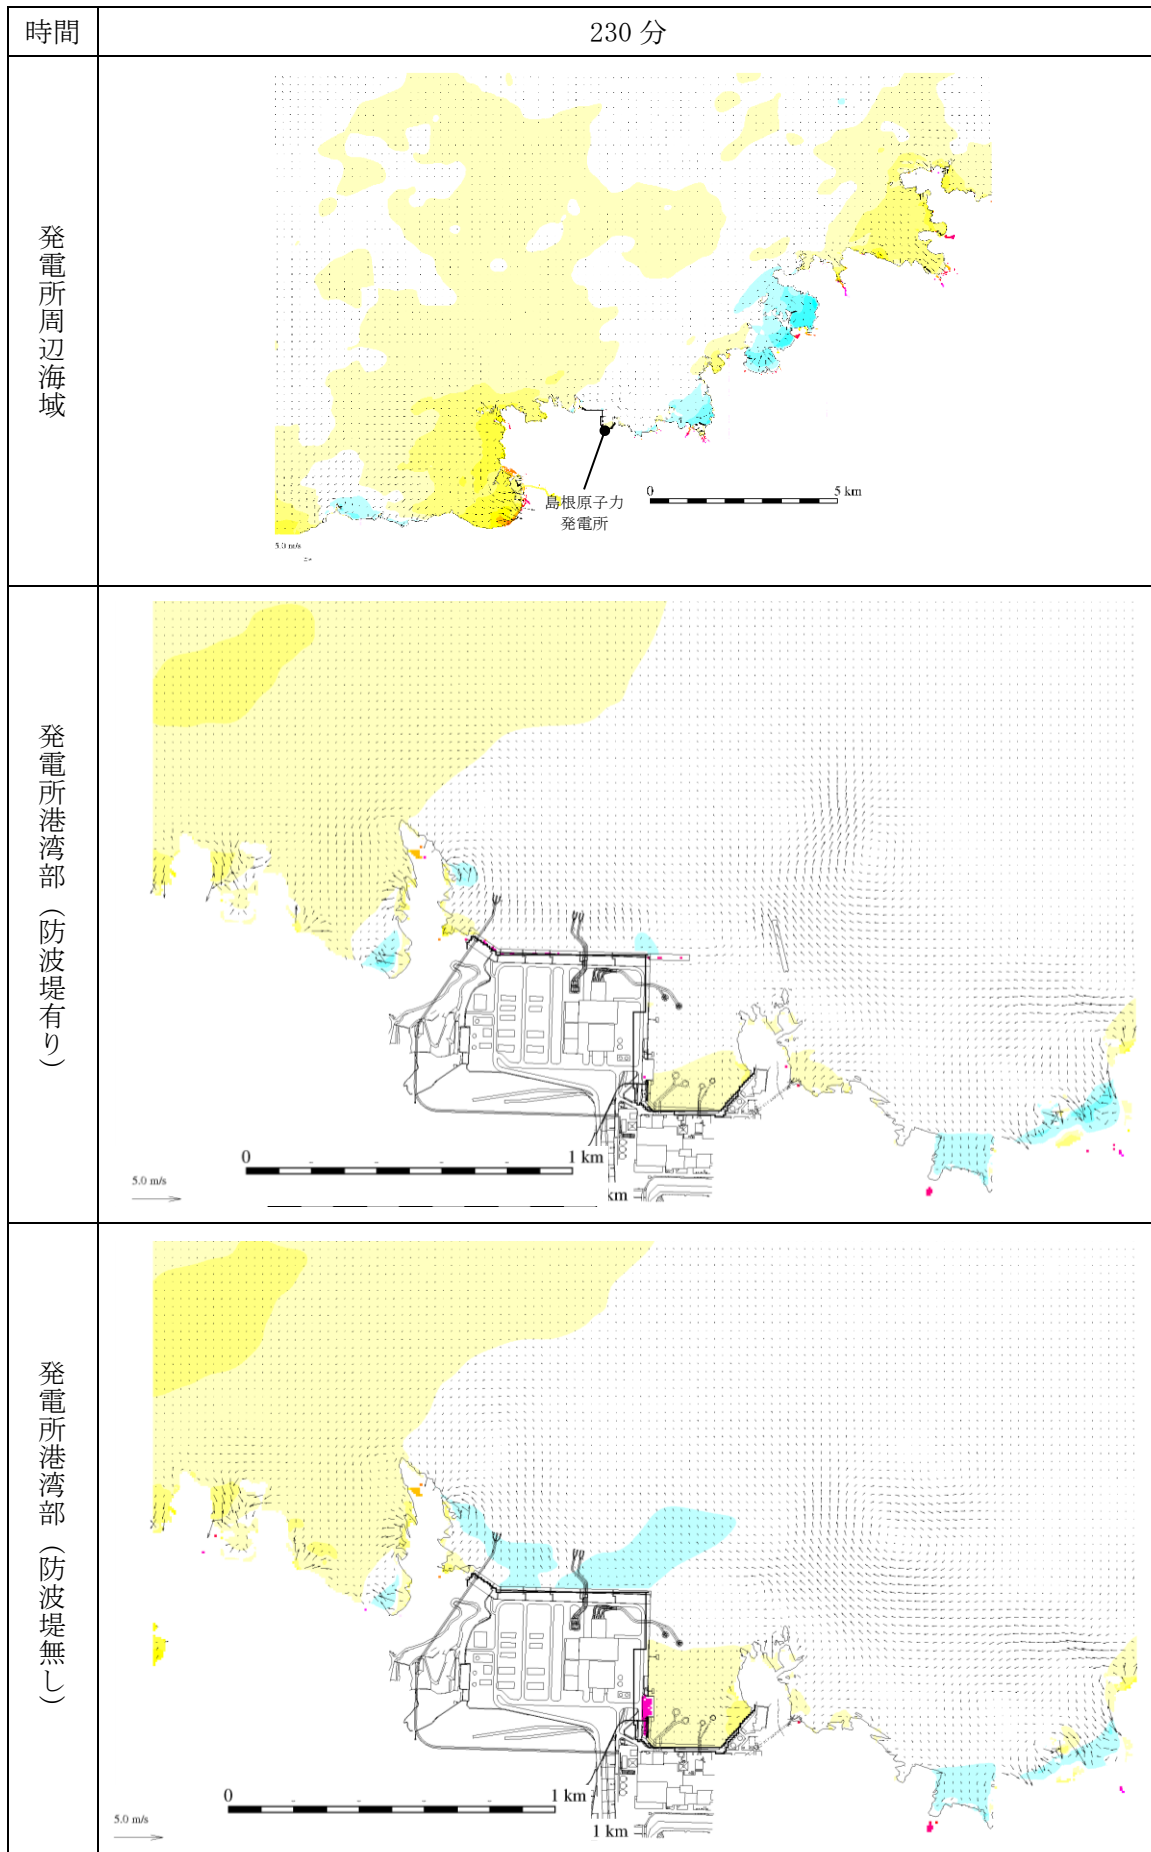 時間
230 分
発電所周辺海域
島根原子力
発電所
0
5 km
5.0 m/s
発電所港湾部（防波堤有り）
0
1 km
5.0 m/s
km
発電所港湾部（防波堤無し）
0
1 km
5.0 m/s
1 km